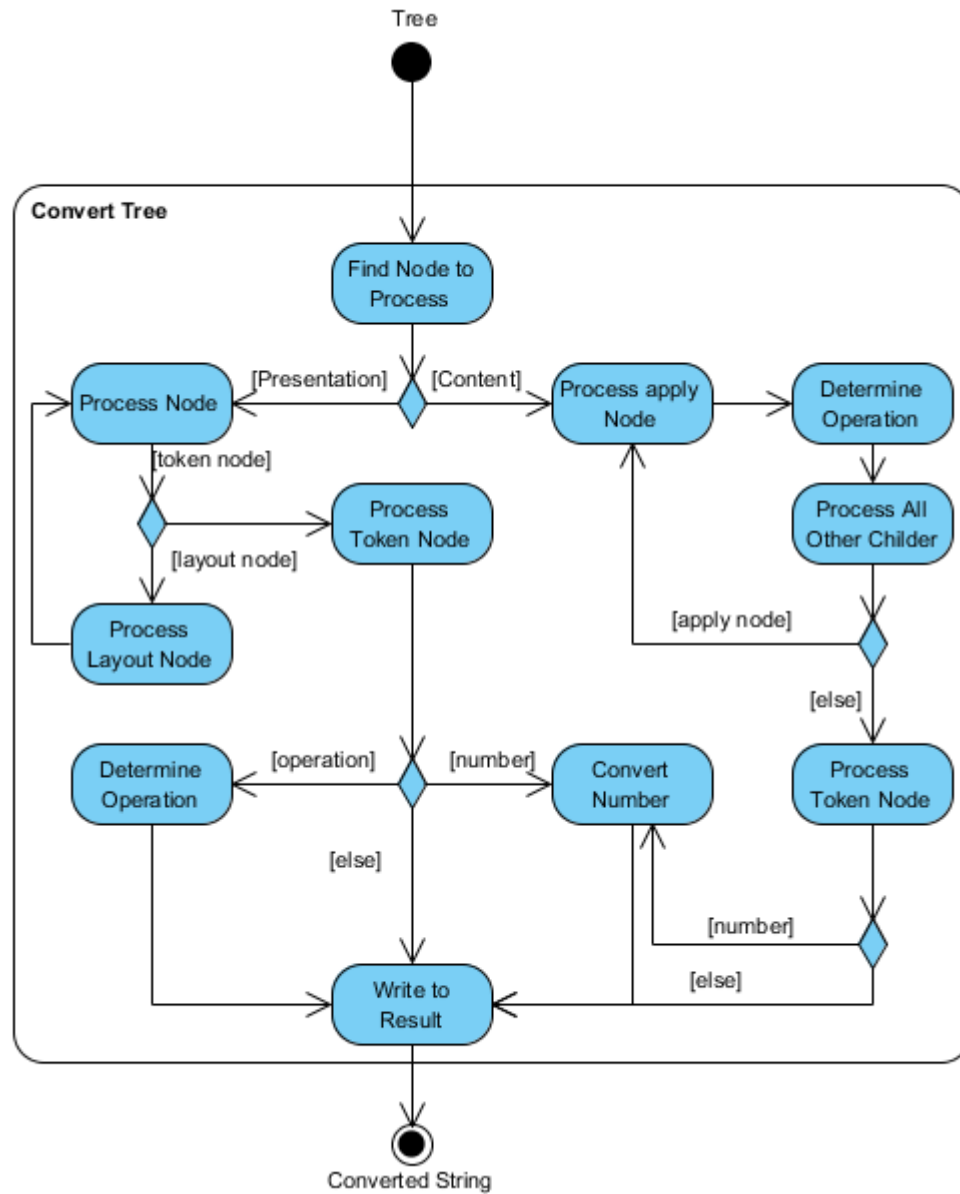 Tree
Convert Tree
Find Node to
Process
[Presentation]
[Content]
Process Node
Process apply
Node
Determine
Operation
[token node]
Process
Token Node
Process All
Other Childer
[layout node]
[apply node]
Process
Layout Node
[else]
Determine
Operation
[operation]
[number]
Convert
Number
Process
Token Node
[else]
[number]
[else]
Write to
Result
Converted String